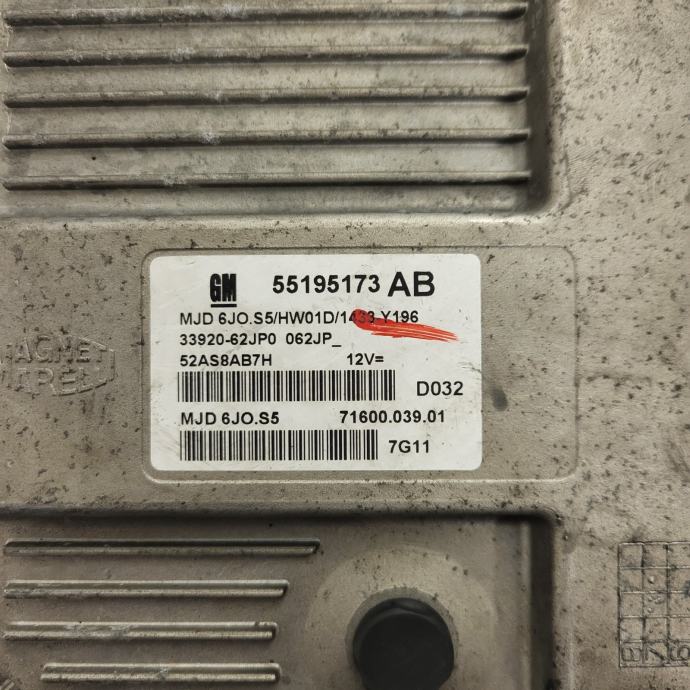 GM 55195173 AB
MJD 6JO.S5/HW01D/1433-Y196
33920-62JP0 062JP_
52AS8AB7H 12V=
D032
MJD 6JO.S5 71600.039.01
7G11